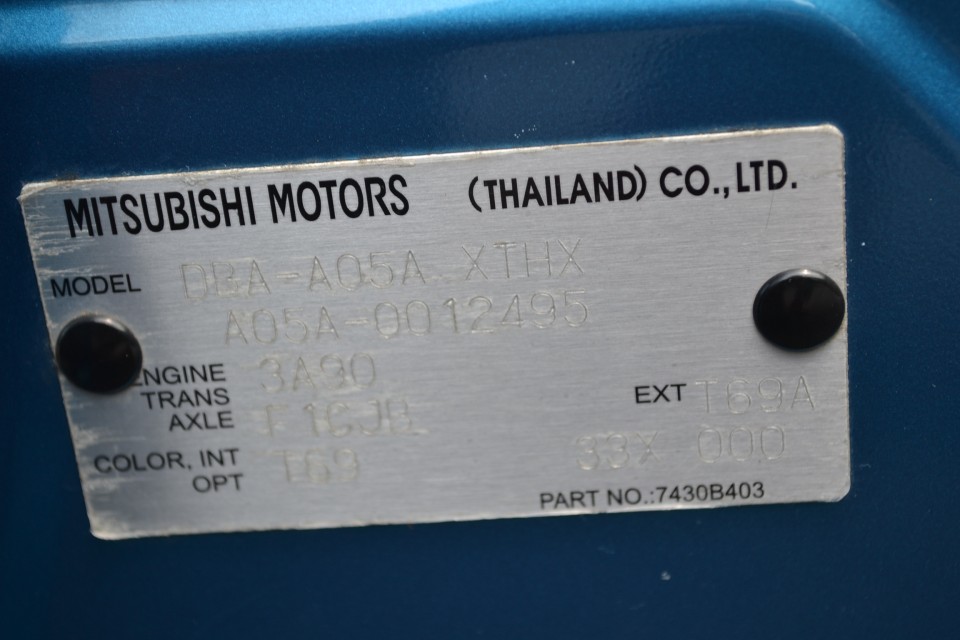 MITSUBISHI MOTORS (THAILAND) CO., LTD.
MODEL DBA-A05A XTHX
A05A-0012495
ENGINE 3A90
TRANS
AXLE F1CJB
EXT T69A
COLOR, INT T69 33X 000
OPT
PART NO.:7430B403